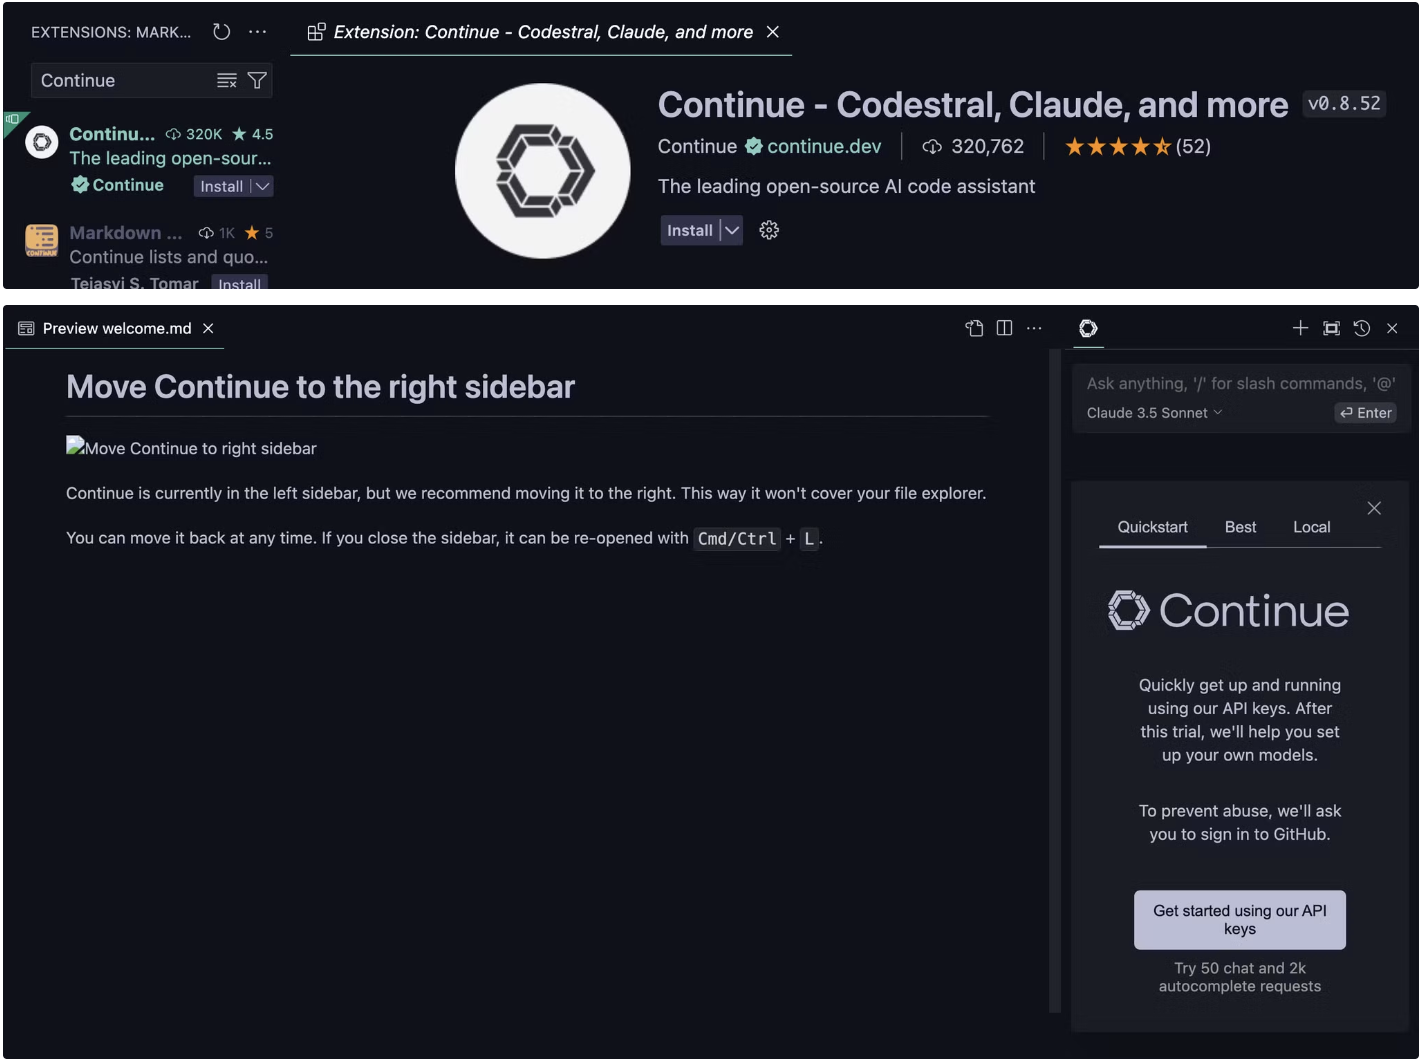 EXTENSIONS: MARK...
Continue
Continu... 320K ★ 4.5
The leading open-sour...
Continue Install
Markdown ... 1K ★ 5
Continue lists and quo...
Tejasvi S. Tomar Install
Extension: Continue - Codestral, Claude, and more
Continue - Codestral, Claude, and more v0.8.52
Continue continue.dev 320,762 (52)
The leading open-source AI code assistant
Install
Preview welcome.md
Move Continue to the right sidebar
Move Continue to right sidebar
Continue is currently in the left sidebar, but we recommend moving it to the right. This way it won't cover your file explorer.
You can move it back at any time. If you close the sidebar, it can be re-opened with Cmd/Ctrl + L.
Ask anything, '/' for slash commands, '@'
Claude 3.5 Sonnet Enter
Quickstart Best Local
Continue
Quickly get up and running
using our API keys. After
this trial, we'll help you set
up your own models.
To prevent abuse, we'll ask
you to sign in to GitHub.
Get started using our API
keys
Try 50 chat and 2k
autocomplete requests